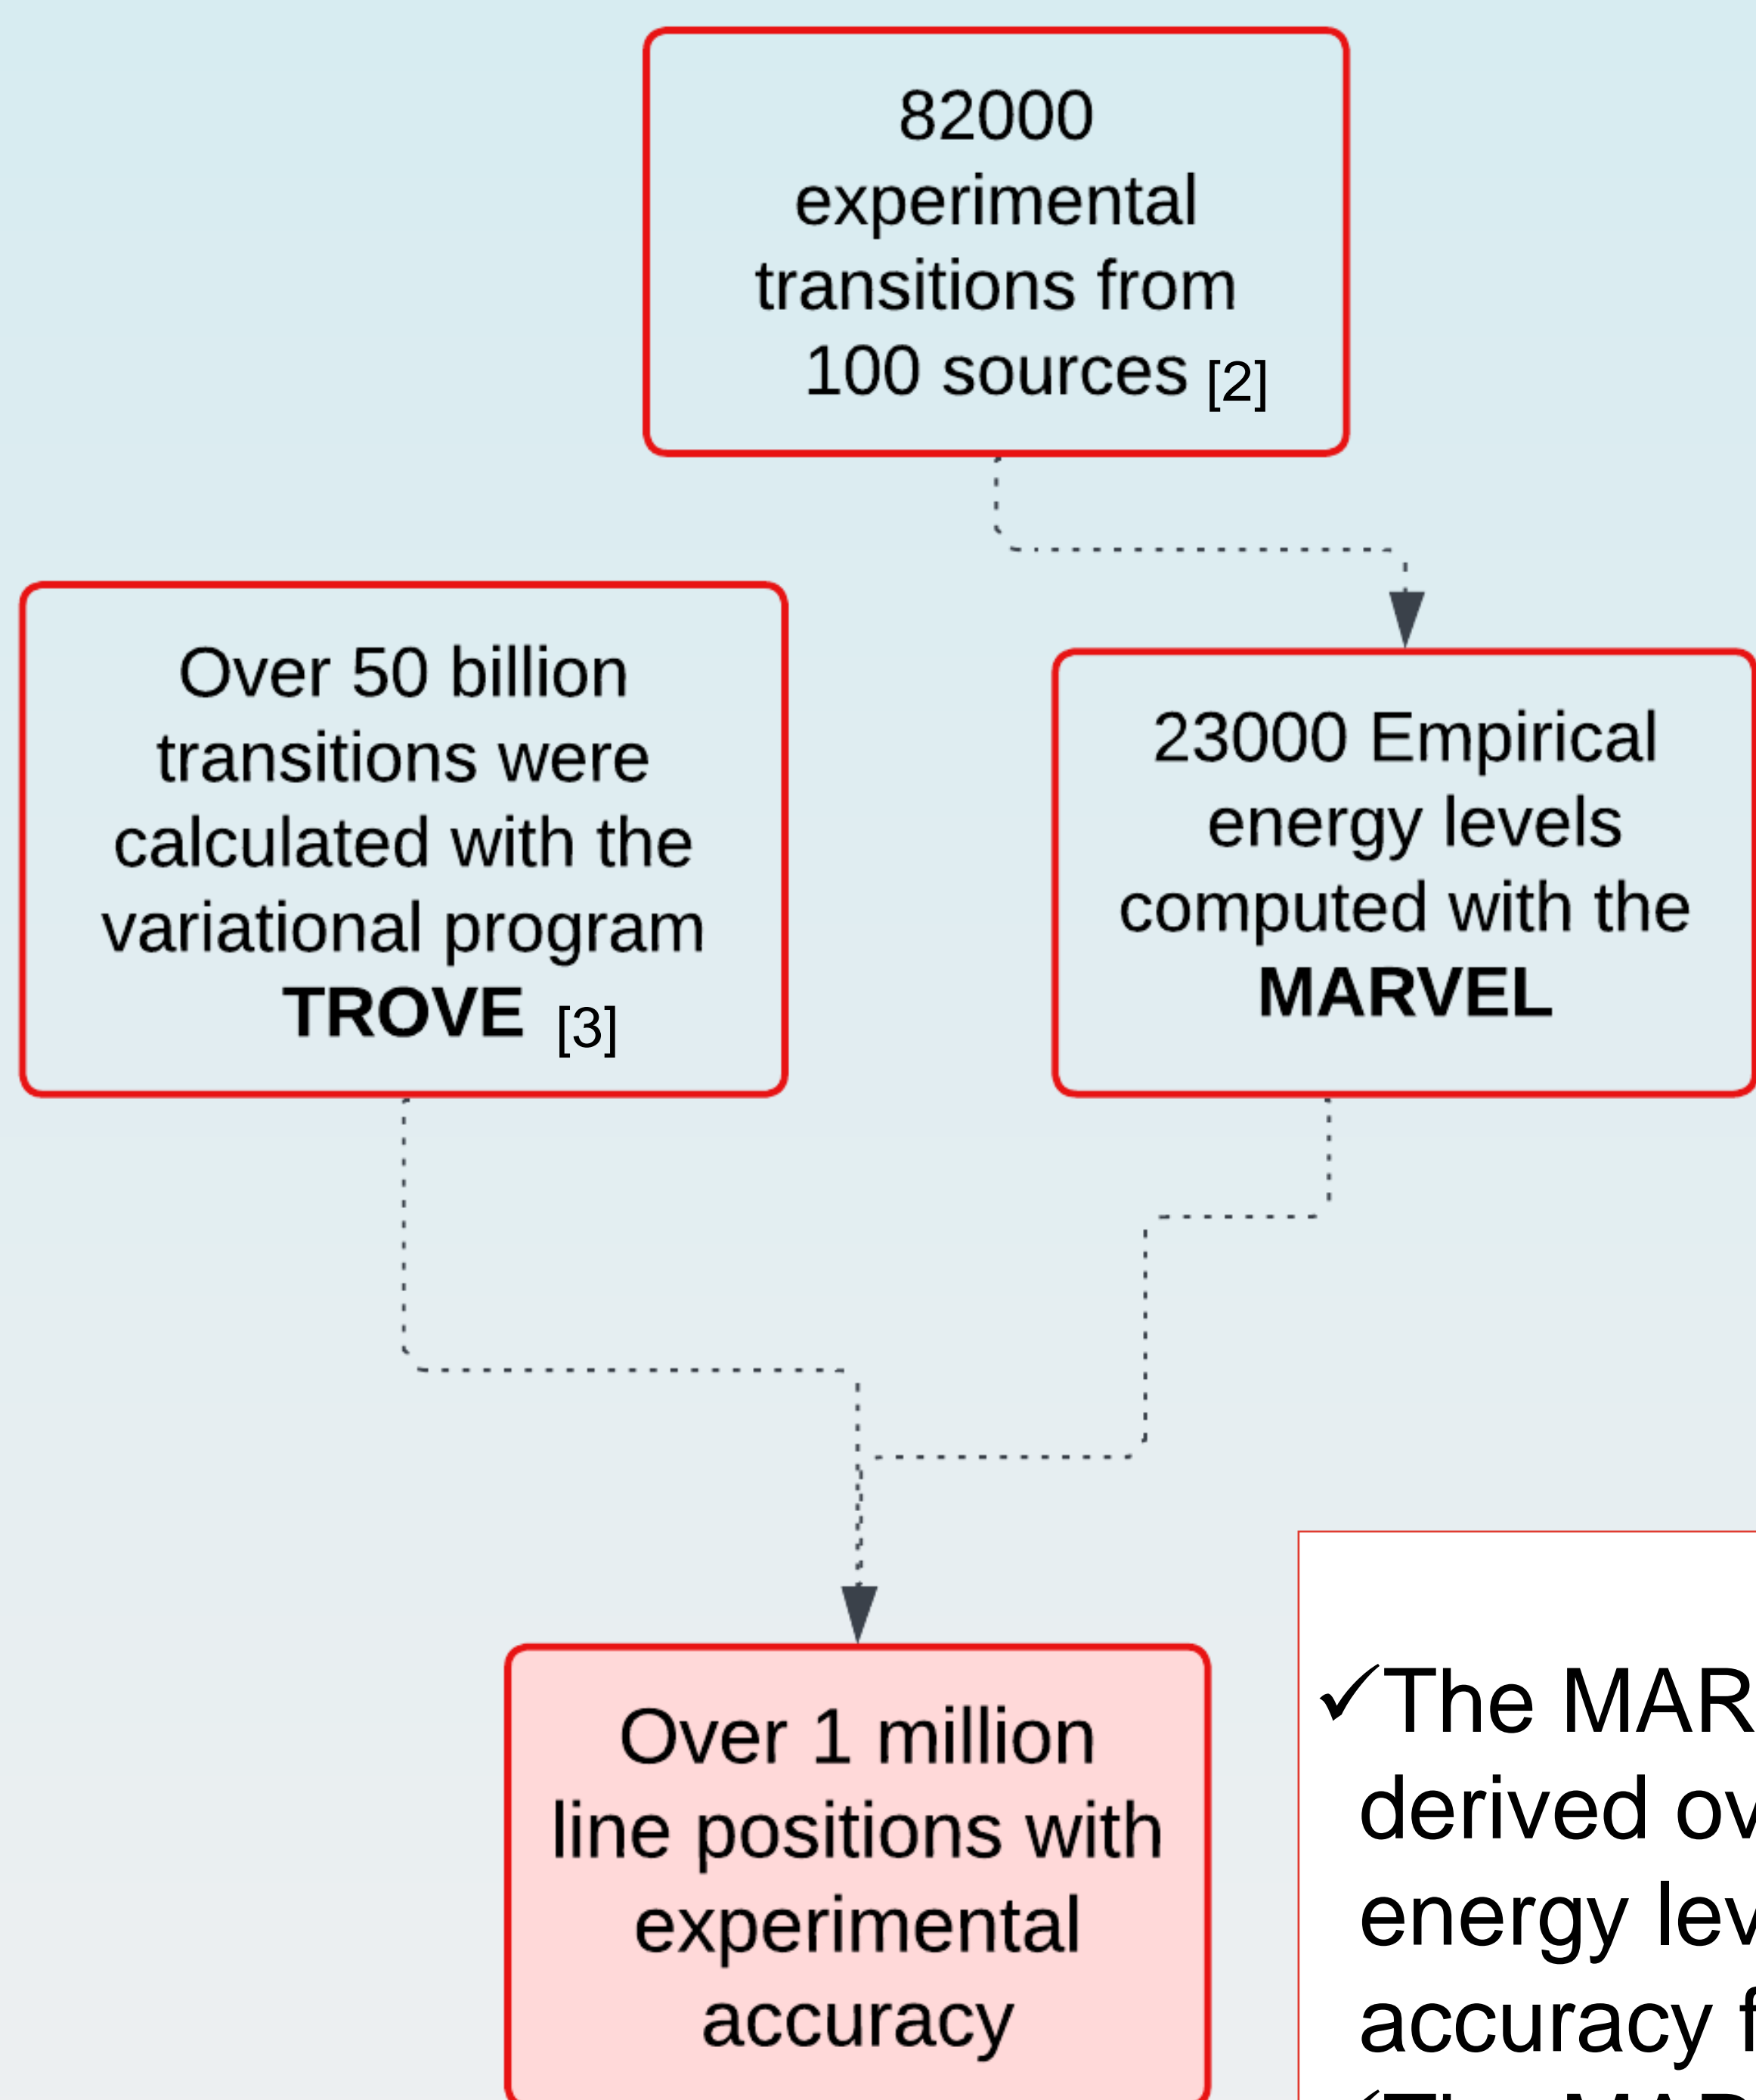 82000
experimental
transitions from
100 sources [2]
Over 50 billion
transitions were
calculated with the
variational program
TROVE [3]
23000 Empirical
energy levels
computed with the
MARVEL
Over 1 million
line positions with
experimental
accuracy
✓The MAR
derived ov
energy lev
accuracy f